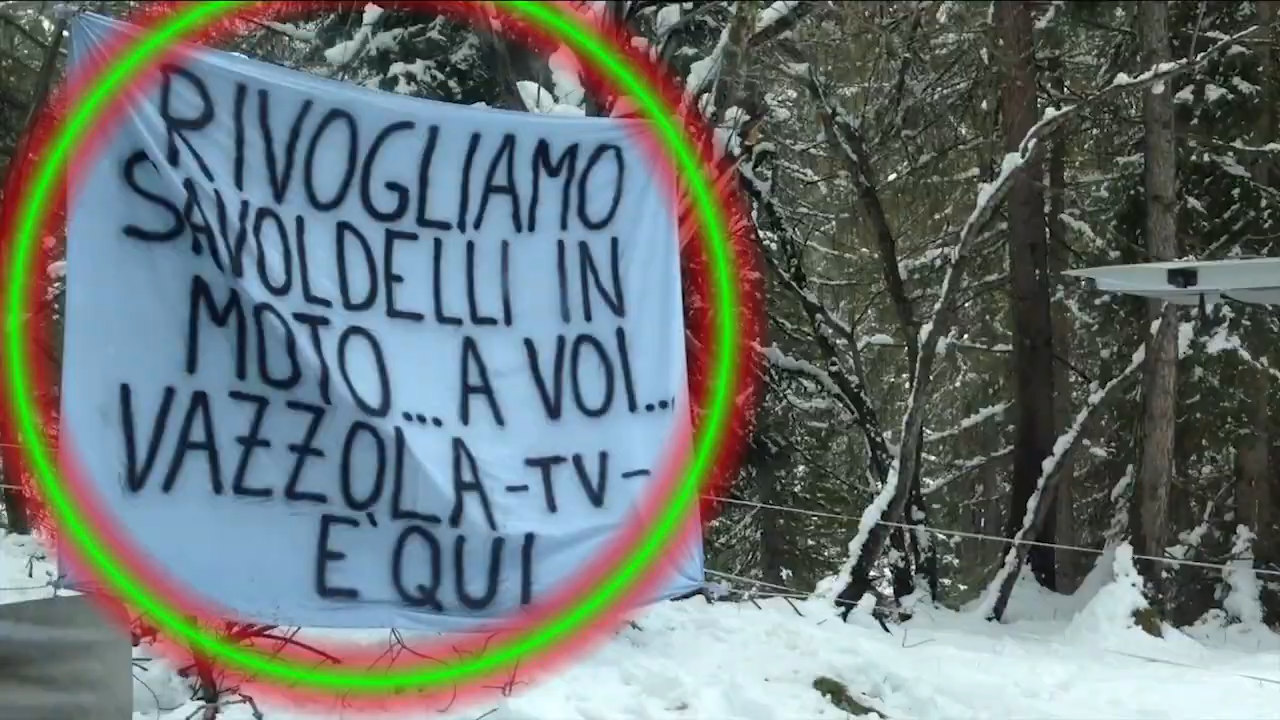 RIVOGLIAMO
SAVOLDELLI IN
MOTO... A VOI...
VAZZOLA -TV-
E' QUI